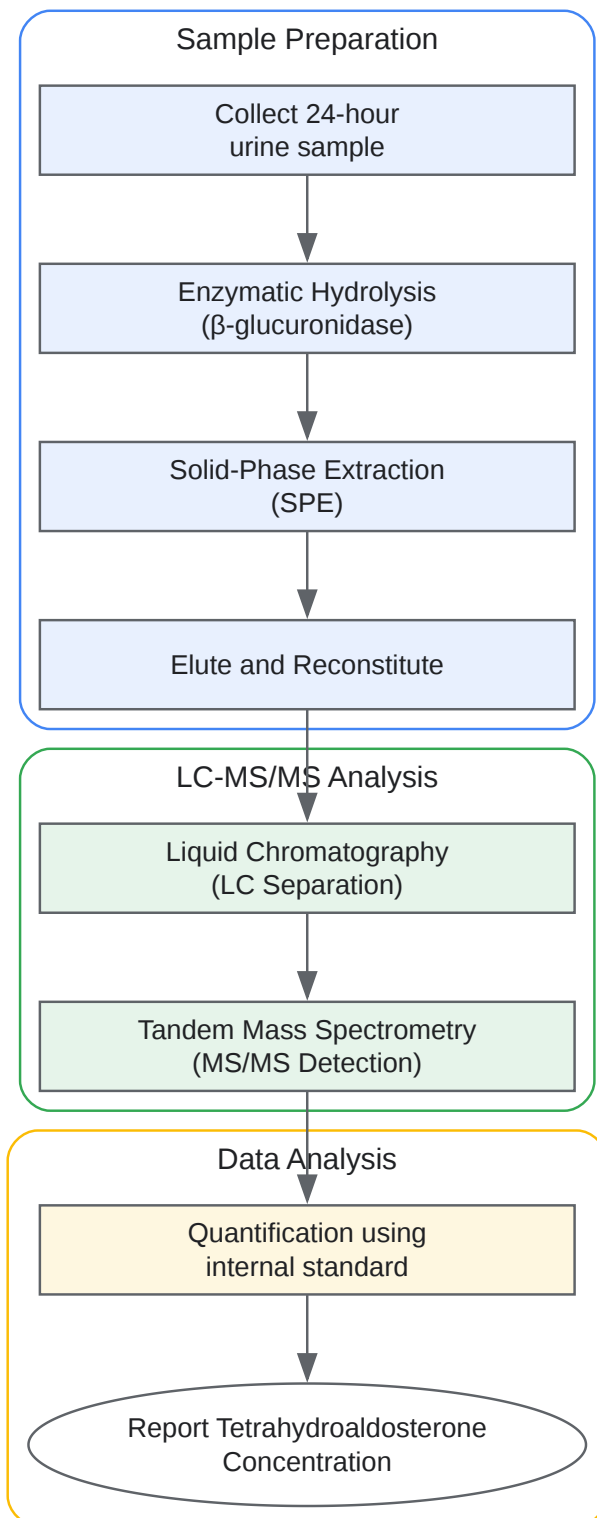 Sample Preparation
Collect 24-hour
urine sample
Enzymatic Hydrolysis
(β-glucuronidase)
Solid-Phase Extraction
(SPE)
Elute and Reconstitute
LC-MS/MS Analysis
Liquid Chromatography
(LC Separation)
Tandem Mass Spectrometry
(MS/MS Detection)
Data Analysis
Quantification using
internal standard
Report Tetrahydroaldosterone
Concentration